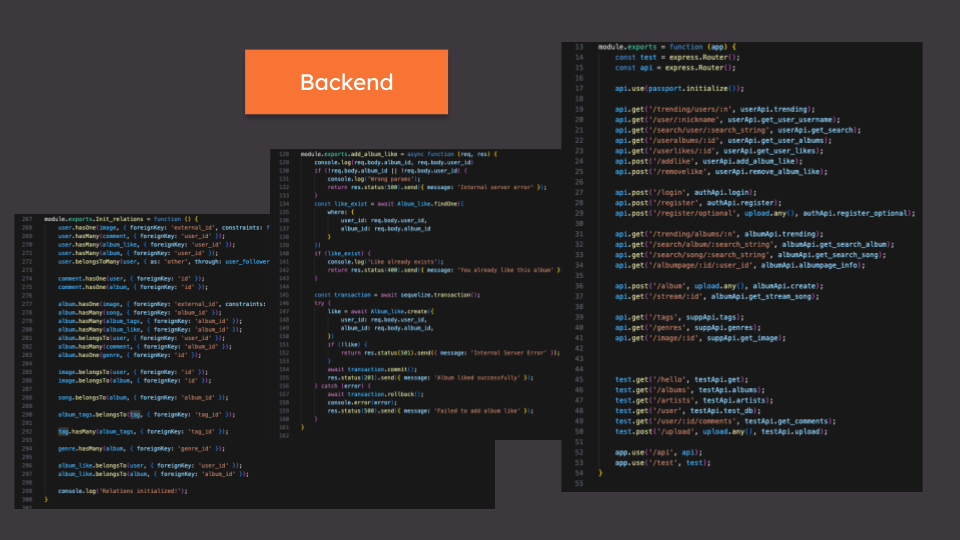 Backend
267 module.exports.Init_relations = function () {
268 user.hasOne(image, { foreignKey: 'external_id', constraints: f
269 user.hasMany(comment, { foreignKey: 'user_id' });
270 user.hasMany(album_like, { foreignKey: 'user_id' });
271 user.hasMany(album, { foreignKey: 'user_id' });
272 user.belongsToMany(user, { as: 'other', through: user_follower
273
274 comment.hasOne(user, { foreignKey: 'id' });
275 comment.hasOne(album, { foreignKey: 'id' });
276
277 album.hasOne(image, { foreignKey: 'external_id', constraints:
278 album.hasMany(song, { foreignKey: 'album_id' });
279 album.hasMany(album_tags, { foreignKey: 'album_id' });
280 album.hasMany(album_like, { foreignKey: 'album_id' });
281 album.belongsTo(user, { foreignKey: 'user_id' });
282 album.hasMany(comment, { foreignKey: 'album_id' });
283 album.hasOne(genre, { foreignKey: 'id' });
284
285 image.belongsTo(user, { foreignKey: 'id' });
286 image.belongsTo(album, { foreignKey: 'id' });
287
288 song.belongsTo(album, { foreignKey: 'album_id' });
289
290 album_tags.belongsTo(tag, { foreignKey: 'tag_id' });
291
292 tag.hasMany(album_tags, { foreignKey: 'tag_id' });
293
294 genre.hasMany(album, { foreignKey: 'genre_id' });
295
296 album_like.belongsTo(user, { foreignKey: 'user_id' });
297 album_like.belongsTo(album, { foreignKey: 'album_id' });
298
299 console.log('Relations initialized!');
300 }
128 module.exports.add_album_like = async function (req, res) {
129 console.log(req.body.album_id, req.body.user_id)
130 if (!req.body.album_id || !req.body.user_id) {
131 console.log('Wrong params');
132 return res.status(500).send({ message: 'Internal server error' });
133 }
134 const like_exist = await Album_like.findOne({
135 where: {
136 user_id: req.body.user_id,
137 album_id: req.body.album_id
138 }
139 })
140 if (like_exist) {
141 console.log('Like already exists');
142 return res.status(400).send({ message: 'You already like this album' }
143 }
144
145 const transaction = await sequelize.transaction();
146 try {
147 like = await Album_like.create({
148 user_id: req.body.user_id,
149 album_id: req.body.album_id,
150 });
151 if (!like) {
152 return res.status(501).send({ message: 'Internal Server Error' });
153 }
154 await transaction.commit();
155 res.status(201).send({ message: 'Album liked successfully' });
156 } catch (error) {
157 await transaction.rollback();
158 console.error(error);
159 res.status(500).send({ message: 'Failed to add album like' });
160 }
161 }
162
13 module.exports = function (app) {
14 const test = express.Router();
15 const api = express.Router();
16
17 api.use(passport.initialize());
18
19 api.get('/trending/users/:n', userApi.trending);
20 api.get('/user/:nickname', userApi.get_user_username);
21 api.get('/search/user/:search_string', userApi.get_search);
22 api.get('/useralbums/:id', userApi.get_user_albums);
23 api.get('/userlikes/:id', userApi.get_user_likes);
24 api.post('/addlike', userApi.add_album_like);
25 api.post('/removelike', userApi.remove_album_like);
26
27 api.post('/login', authApi.login);
28 api.post('/register', authApi.register);
29 api.post('/register/optional', upload.any(), authApi.register_optional);
30
31 api.get('/trending/albums/:n', albumApi.trending);
32 api.get('/search/album/:search_string', albumApi.get_search_album);
33 api.get('/search/song/:search_string', albumApi.get_search_song);
34 api.get('/albumpage/:id/:user_id', albumApi.albumpage_info);
35
36 api.post('/album', upload.any(), albumApi.create);
37 api.get('/stream/:id', albumApi.get_stream_song);
38
39 api.get('/tags', suppApi.tags);
40 api.get('/genres', suppApi.genres);
41 api.get('/image/:id', suppApi.get_image);
42
43
44
45 test.get('/hello', testApi.get);
46 test.get('/albums', testApi.albums);
47 test.get('/artists', testApi.artists);
48 test.get('/user', testApi.test_db);
49 test.get('/user/:id/comments', testApi.get_comments);
50 test.post('/upload', upload.any(), testApi.upload);
51
52 app.use('/api', api);
53 app.use('/test', test);
54 }
55